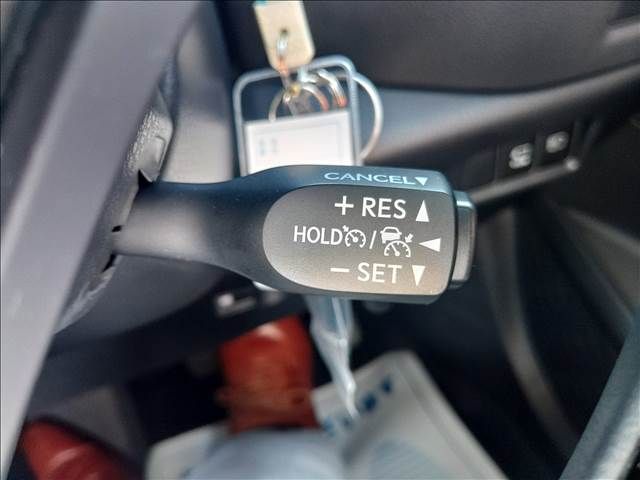 CANCEL▼
+ RES ▲
HOLD / ◄
− SET ▼